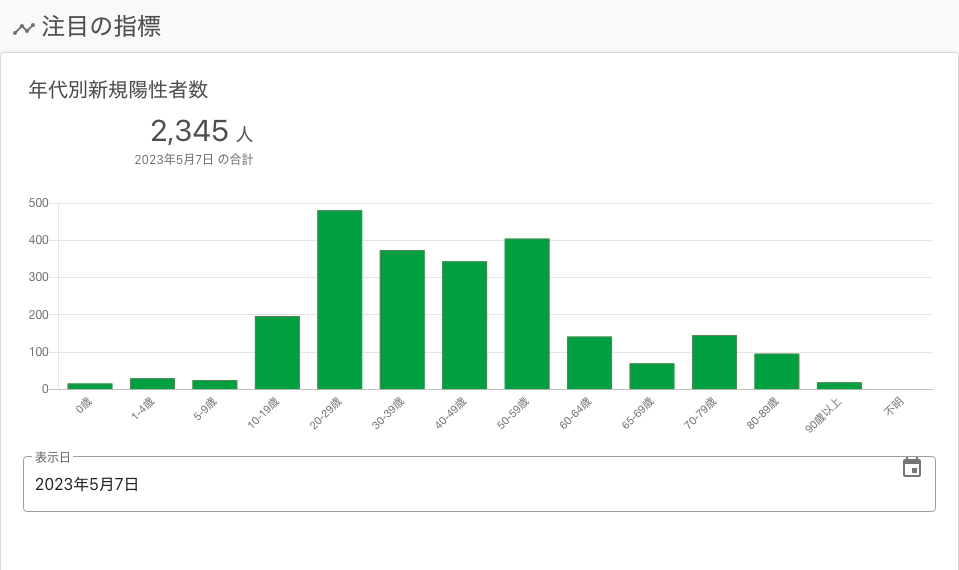 注目の指標
年代別新規陽性者数
2,345 人
2023年5月7日 の合計
500
400
300
200
100
0
0歳
1-4歳
5-9歳
10-19歳
20-29歳
30-39歳
40-49歳
50-59歳
60-64歳
65-69歳
70-79歳
80-89歳
90歳以上
不明
表示日
2023年5月7日